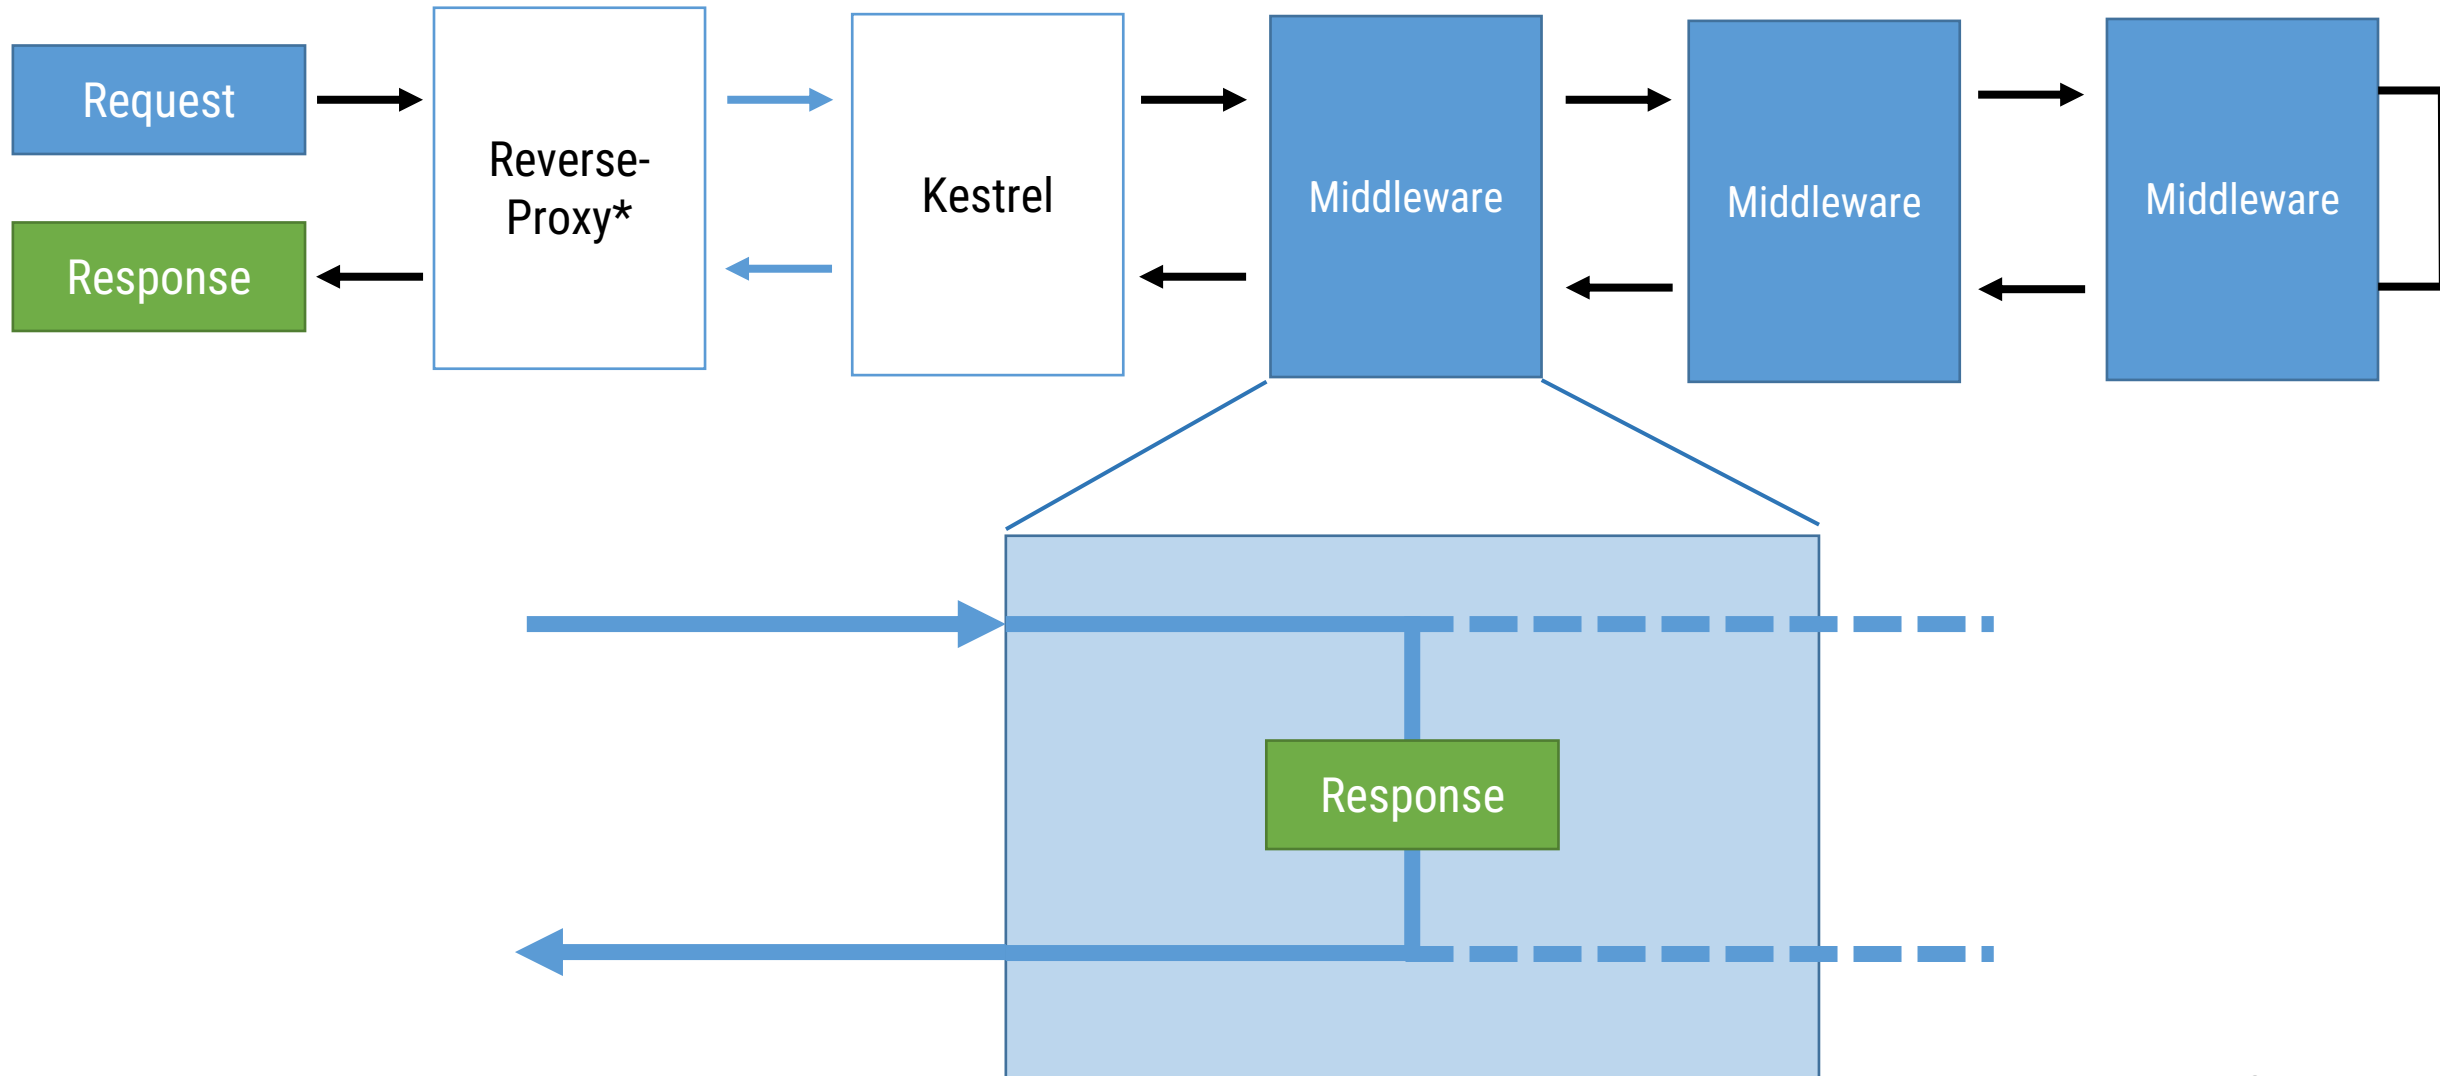 Request
Response
Reverse-
Proxy*
Kestrel
Middleware
Middleware
Middleware
Response